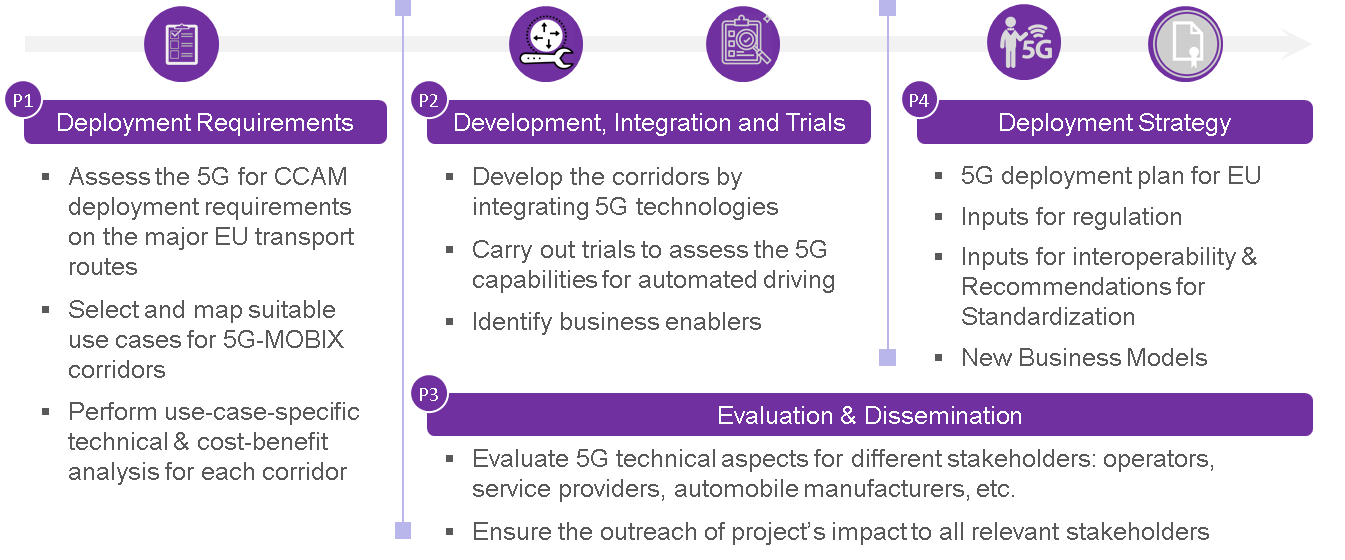 5G
P1
Deployment Requirements
▪ Assess the 5G for CCAM
deployment requirements
on the major EU transport
routes
▪ Select and map suitable
use cases for 5G-MOBIX
corridors
▪ Perform use-case-specific
technical & cost-benefit
analysis for each corridor
P2
Development, Integration and Trials
▪ Develop the corridors by
integrating 5G technologies
▪ Carry out trials to assess the 5G
capabilities for automated driving
▪ Identify business enablers
P4
Deployment Strategy
▪ 5G deployment plan for EU
▪ Inputs for regulation
▪ Inputs for interoperability &
Recommendations for
Standardization
▪ New Business Models
P3
Evaluation & Dissemination
▪ Evaluate 5G technical aspects for different stakeholders: operators,
service providers, automobile manufacturers, etc.
▪ Ensure the outreach of project’s impact to all relevant stakeholders